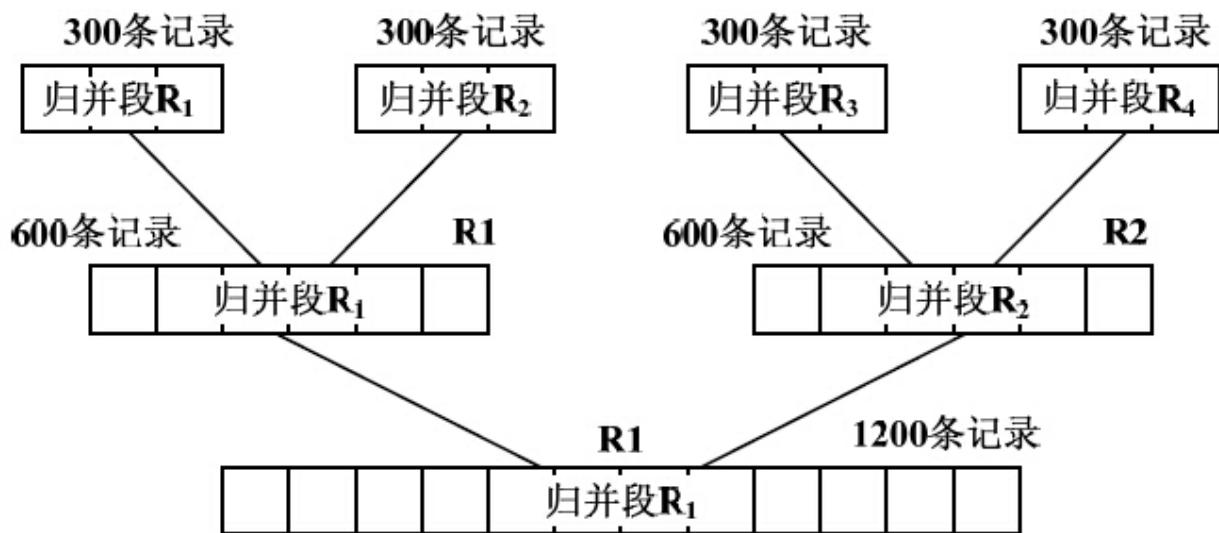 300条记录 300条记录 300条记录 300条记录
归并段R₁ 归并段R₂ 归并段R₃ 归并段R₄
600条记录 R1 600条记录 R2
归并段R₁ 归并段R₂
R1 1200条记录
归并段R₁